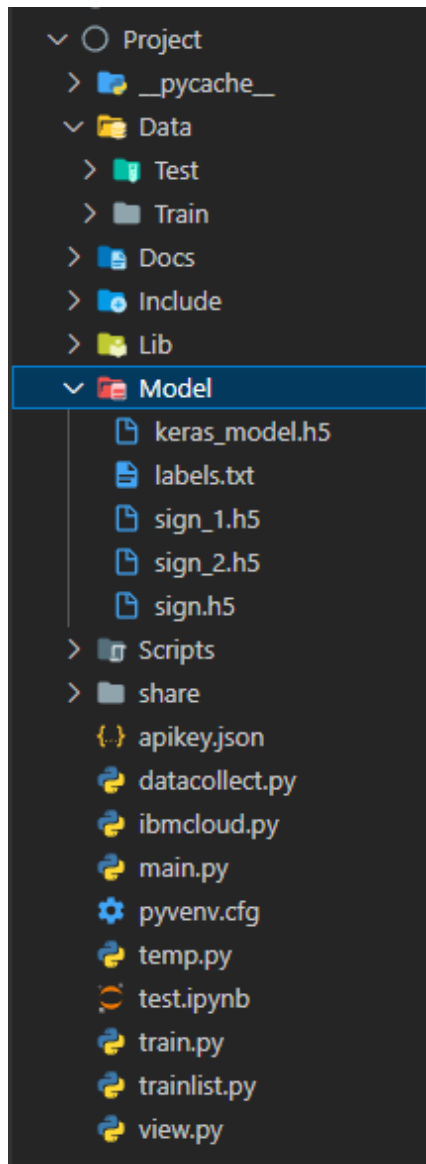 Project
__pycache__
Data
Test
Train
Docs
Include
Lib
Model
keras_model.h5
labels.txt
sign_1.h5
sign_2.h5
sign.h5
Scripts
share
apikey.json
datacollect.py
ibmcloud.py
main.py
pyvenv.cfg
temp.py
test.ipynb
train.py
trainlist.py
view.py